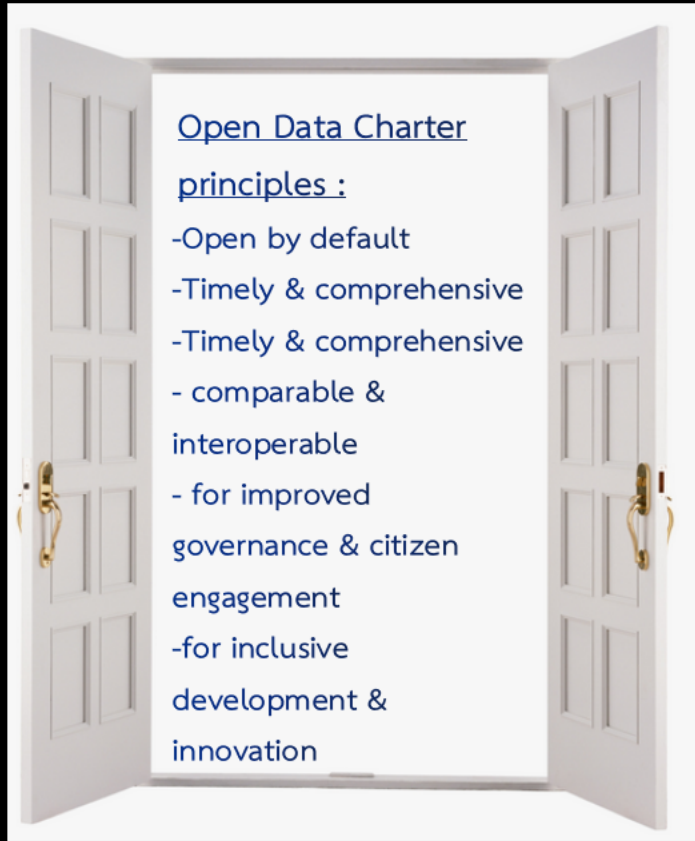 Open Data Charter
principles :
-Open by default
-Timely & comprehensive
-Timely & comprehensive
- comparable &
interoperable
- for improved
governance & citizen
engagement
-for inclusive
development &
innovation